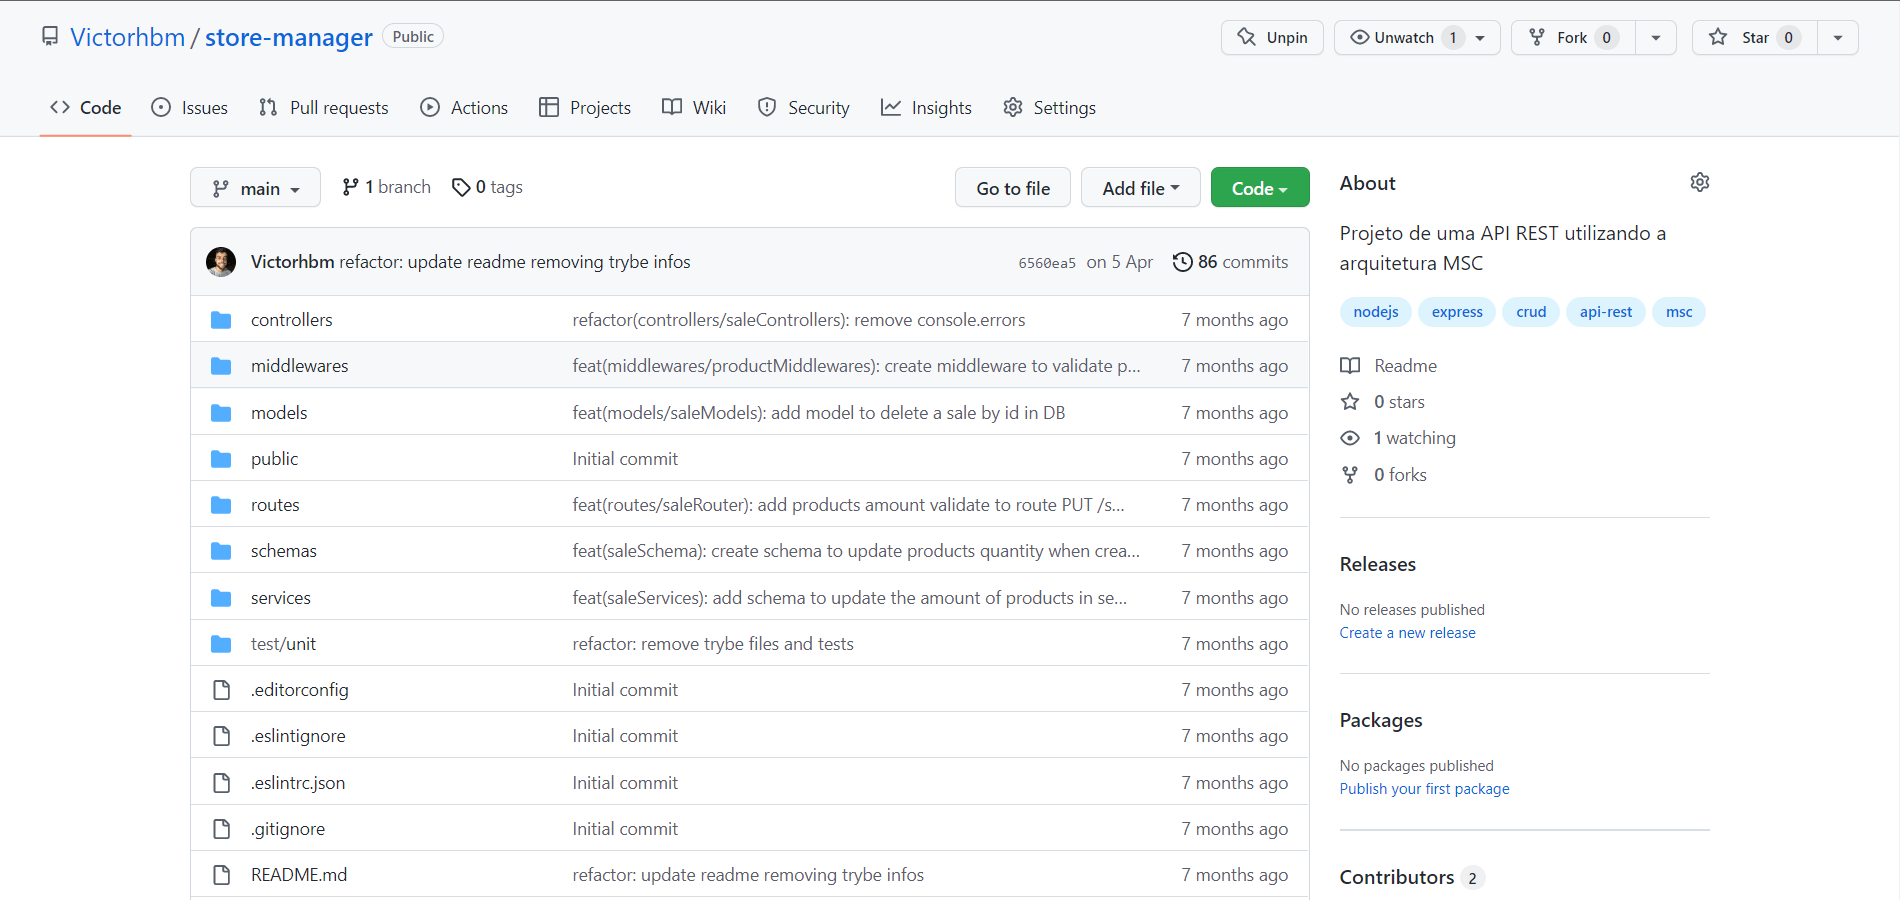 Victorhbm / store-manager Public
Unpin Unwatch 1 Fork 0 Star 0
Code Issues Pull requests Actions Projects Wiki Security Insights Settings
main 1 branch 0 tags Go to file Add file Code
Victorhbm refactor: update readme removing trybe infos 6560ea5 on 5 Apr 86 commits
controllers refactor(controllers/saleControllers): remove console.errors 7 months ago
middlewares feat(middlewares/productMiddlewares): create middleware to validate p... 7 months ago
models feat(models/saleModels): add model to delete a sale by id in DB 7 months ago
public Initial commit 7 months ago
routes feat(routes/saleRouter): add products amount validate to route PUT /s... 7 months ago
schemas feat(saleSchema): create schema to update products quantity when crea... 7 months ago
services feat(saleServices): add schema to update the amount of products in se... 7 months ago
test/unit refactor: remove trybe files and tests 7 months ago
.editorconfig Initial commit 7 months ago
.eslintignore Initial commit 7 months ago
.eslintrc.json Initial commit 7 months ago
.gitignore Initial commit 7 months ago
README.md refactor: update readme removing trybe infos 7 months ago
About
Projeto de uma API REST utilizando a
arquitetura MSC
nodejs express crud api-rest msc
Readme
0 stars
1 watching
0 forks
Releases
No releases published
Create a new release
Packages
No packages published
Publish your first package
Contributors 2